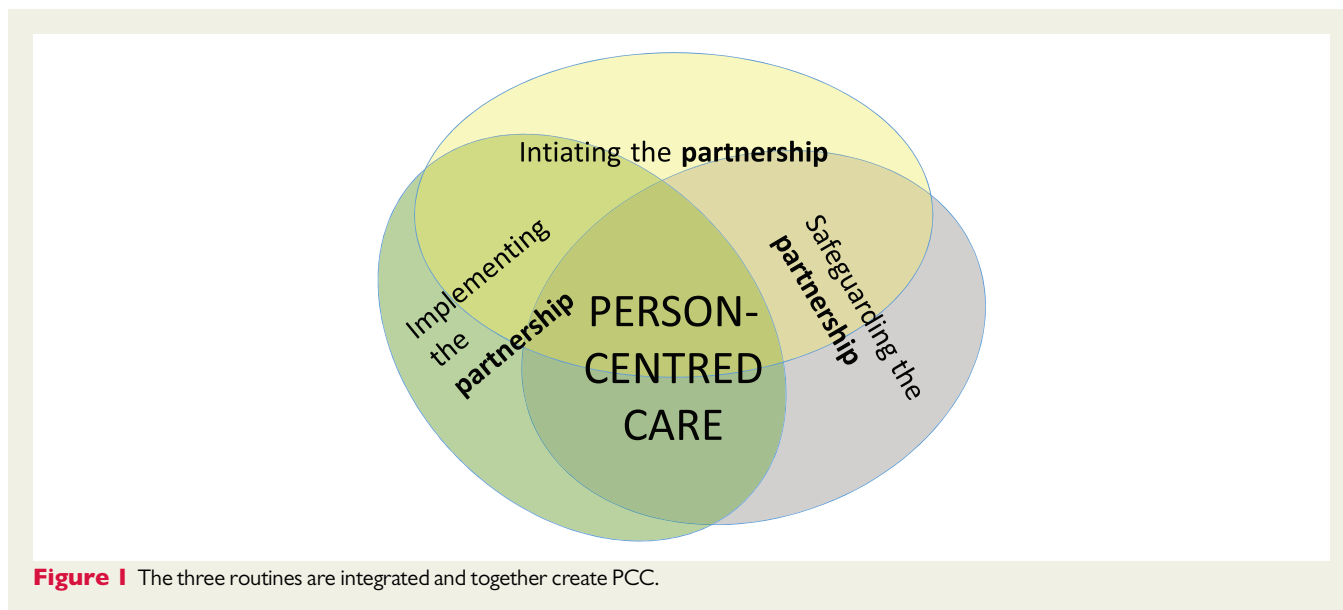 Intiating the partnership
Implementing
the
partnership
Safeguarding the
partnership
PERSON-
CENTRED
CARE
Figure 1 The three routines are integrated and together create PCC.